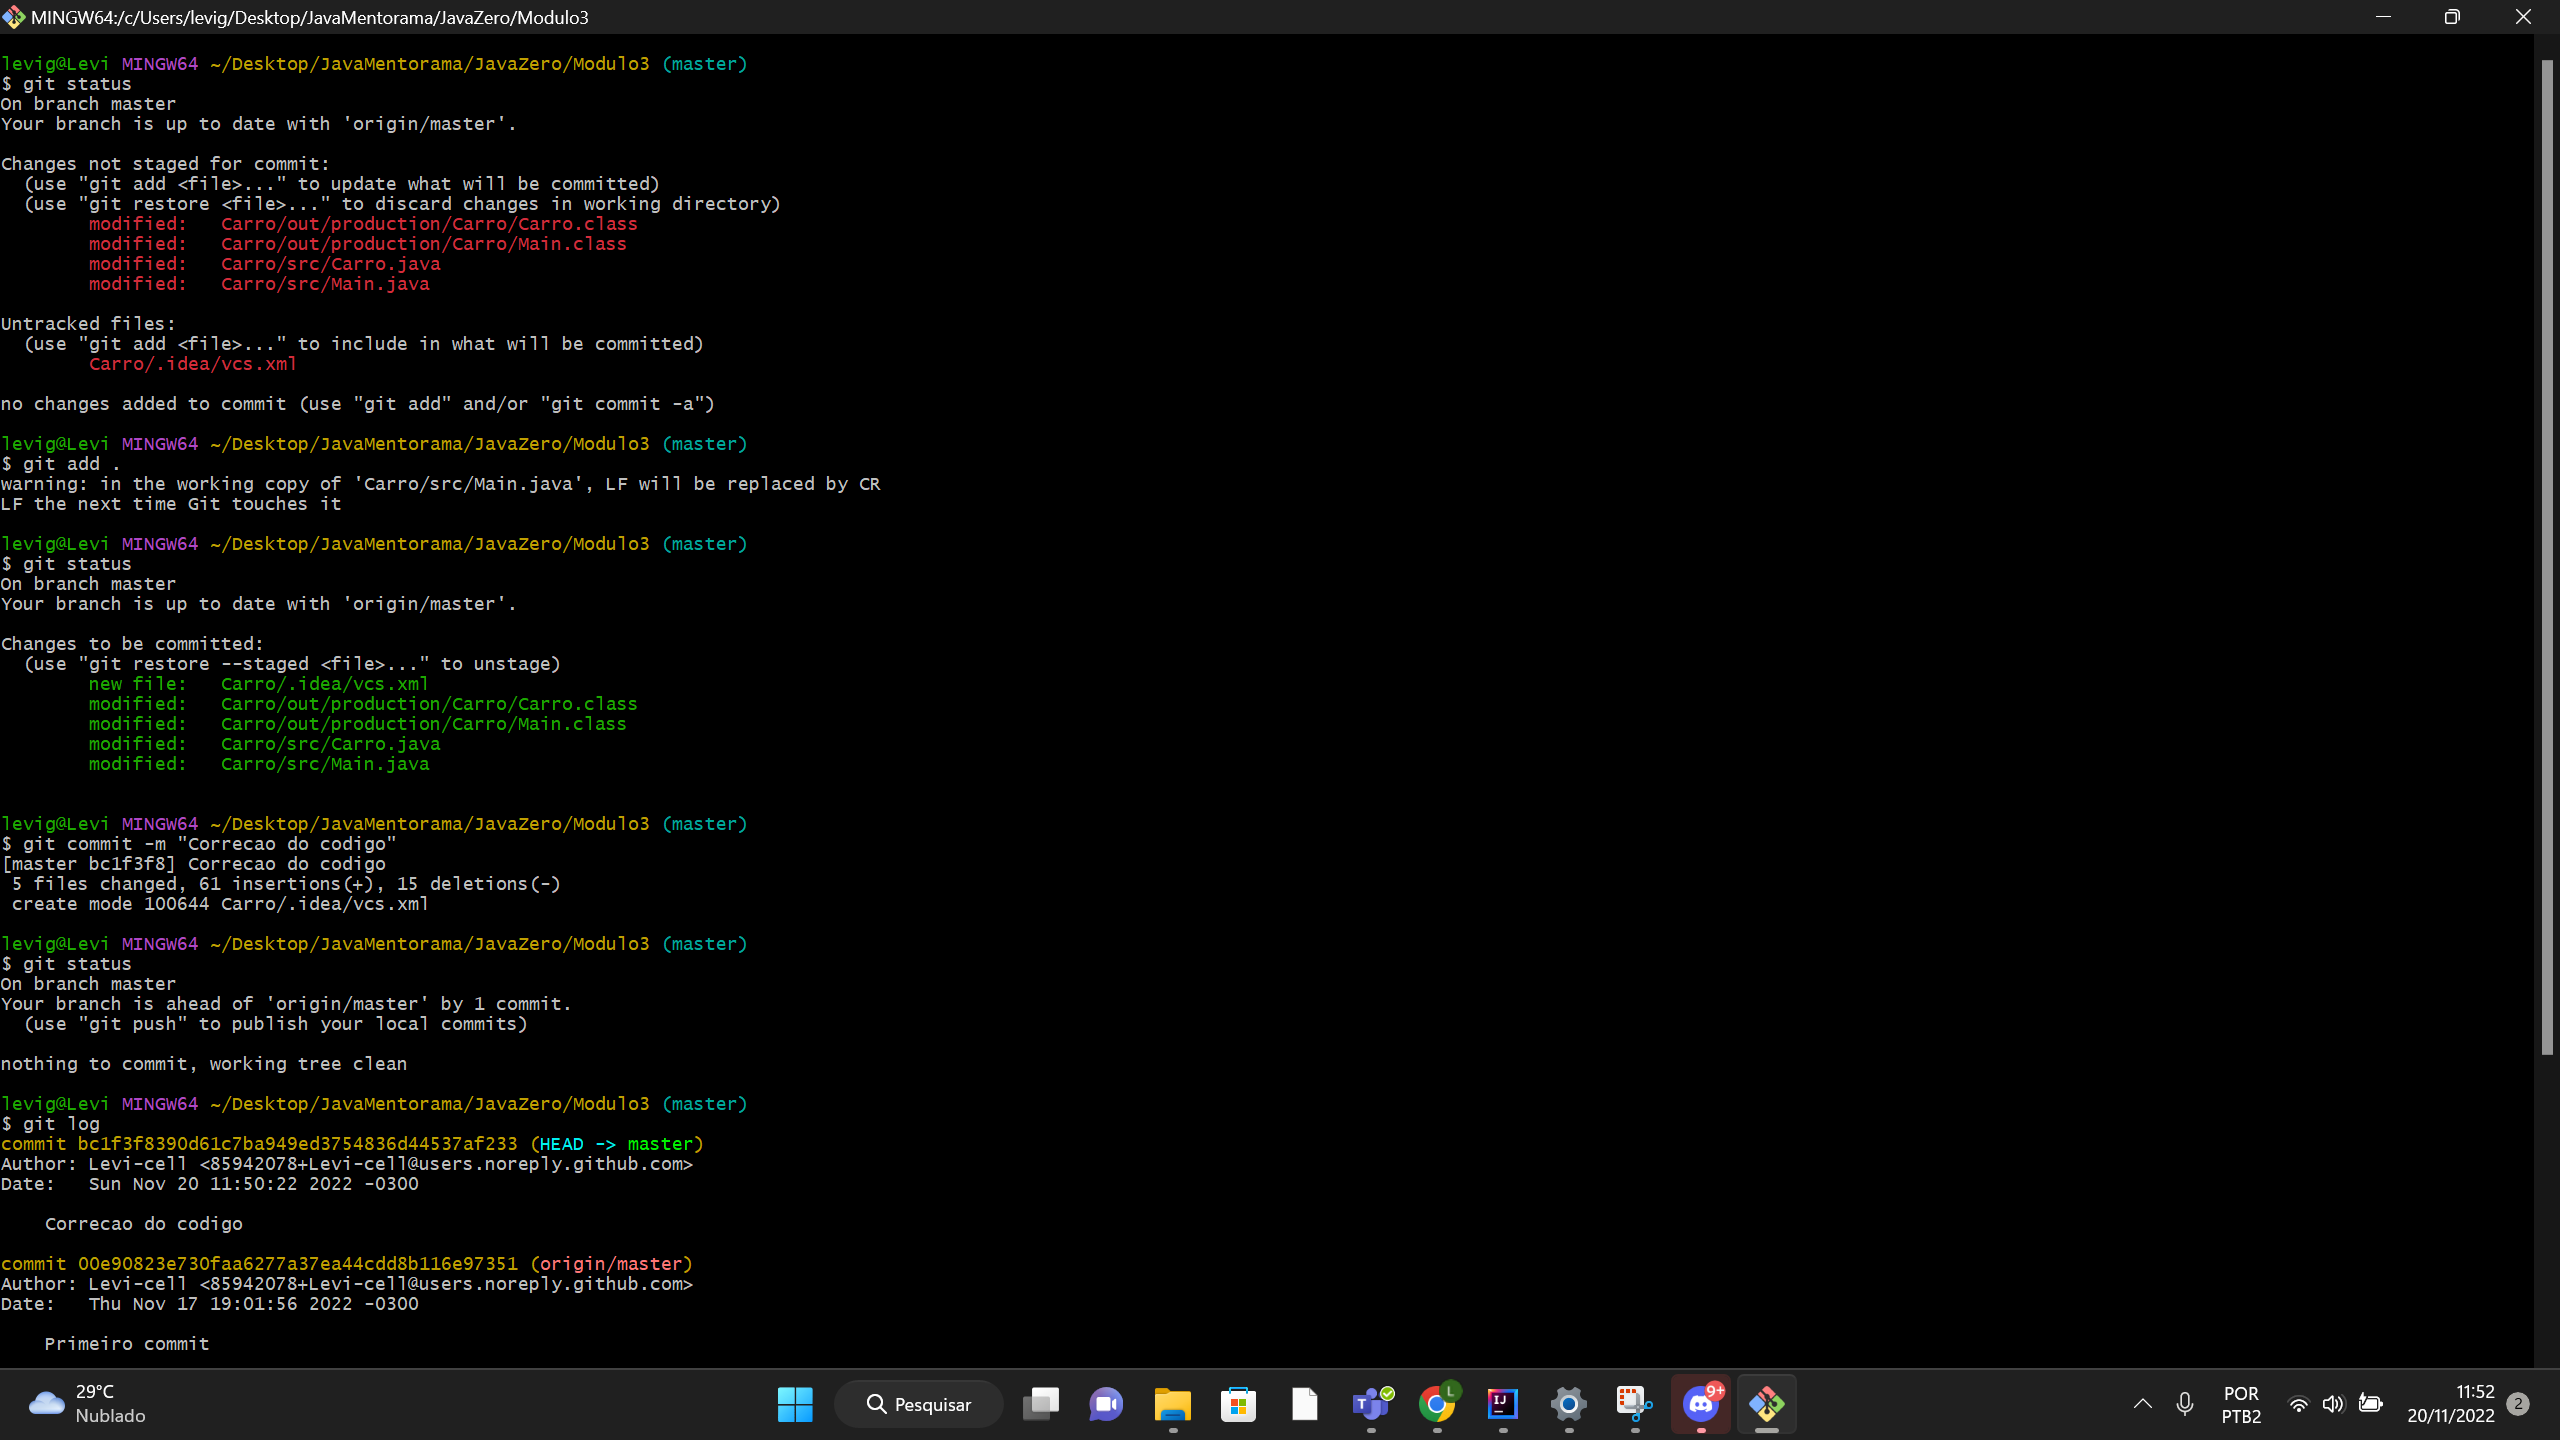 MINGW64:/c/Users/levig/Desktop/JavaMentorama/JavaZero/Modulo3
levig@Levi MINGW64 ~/Desktop/JavaMentorama/JavaZero/Modulo3 (master)
$ git status
On branch master
Your branch is up to date with 'origin/master'.
Changes not staged for commit:
  (use "git add <file>..." to update what will be committed)
  (use "git restore <file>..." to discard changes in working directory)
        modified:   Carro/out/production/Carro/Carro.class
        modified:   Carro/out/production/Carro/Main.class
        modified:   Carro/src/Carro.java
        modified:   Carro/src/Main.java
Untracked files:
  (use "git add <file>..." to include in what will be committed)
        Carro/.idea/vcs.xml
no changes added to commit (use "git add" and/or "git commit -a")
levig@Levi MINGW64 ~/Desktop/JavaMentorama/JavaZero/Modulo3 (master)
$ git add .
warning: in the working copy of 'Carro/src/Main.java', LF will be replaced by CR
LF the next time Git touches it
levig@Levi MINGW64 ~/Desktop/JavaMentorama/JavaZero/Modulo3 (master)
$ git status
On branch master
Your branch is up to date with 'origin/master'.
Changes to be committed:
  (use "git restore --staged <file>..." to unstage)
        new file:   Carro/.idea/vcs.xml
        modified:   Carro/out/production/Carro/Carro.class
        modified:   Carro/out/production/Carro/Main.class
        modified:   Carro/src/Carro.java
        modified:   Carro/src/Main.java
levig@Levi MINGW64 ~/Desktop/JavaMentorama/JavaZero/Modulo3 (master)
$ git commit -m "Correcao do codigo"
[master bc1f3f8] Correcao do codigo
 5 files changed, 61 insertions(+), 15 deletions(-)
 create mode 100644 Carro/.idea/vcs.xml
levig@Levi MINGW64 ~/Desktop/JavaMentorama/JavaZero/Modulo3 (master)
$ git status
On branch master
Your branch is ahead of 'origin/master' by 1 commit.
  (use "git push" to publish your local commits)
nothing to commit, working tree clean
levig@Levi MINGW64 ~/Desktop/JavaMentorama/JavaZero/Modulo3 (master)
$ git log
commit bc1f3f8390d61c7ba949ed3754836d44537af233 (HEAD -> master)
Author: Levi-cell <85942078+Levi-cell@users.noreply.github.com>
Date:   Sun Nov 20 11:50:22 2022 -0300
    Correcao do codigo
commit 00e90823e730faa6277a37ea44cdd8b116e97351 (origin/master)
Author: Levi-cell <85942078+Levi-cell@users.noreply.github.com>
Date:   Thu Nov 17 19:01:56 2022 -0300
    Primeiro commit
29°C
Nublado
Pesquisar
L
9+
POR
PTB2
11:52
20/11/2022
2